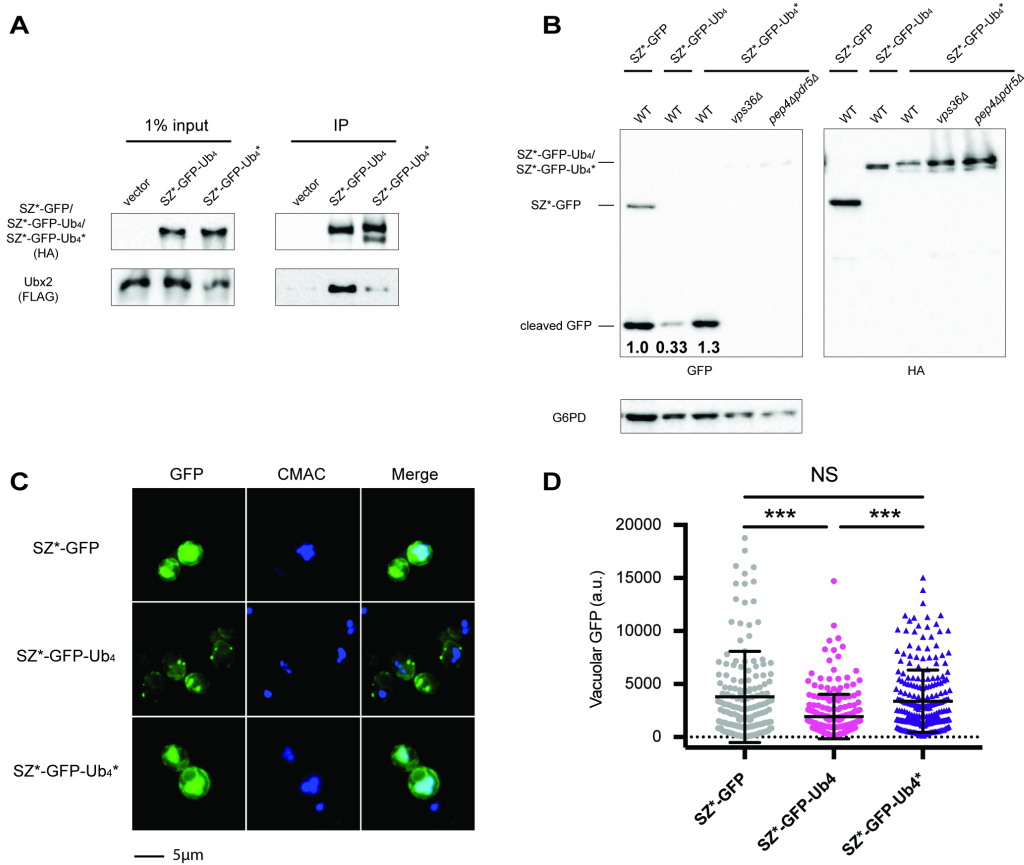 A
1% input
IP
vector
SZ*-GFP-Ub4
SZ*-GFP-Ub4*
vector
SZ*-GFP-Ub4
SZ*-GFP-Ub4*
SZ*-GFP/
SZ*-GFP-Ub4/
SZ*-GFP-Ub4*
(HA)
Ubx2
(FLAG)
B
SZ*-GFP
SZ*-GFP-Ub4
SZ*-GFP-Ub4*
SZ*-GFP
SZ*-GFP-Ub4
SZ*-GFP-Ub4*
WT
WT
WT
vps36Δ
pep4Δpdr5Δ
WT
WT
WT
vps36Δ
pep4Δpdr5Δ
SZ*-GFP-Ub4/
SZ*-GFP-Ub4*
SZ*-GFP
cleaved GFP
1.0 0.33 1.3
GFP
HA
G6PD
C
GFP
CMAC
Merge
SZ*-GFP
SZ*-GFP-Ub4
SZ*-GFP-Ub4*
5μm
D
NS
*** ***
Vacuolar GFP (a.u.)
20000
15000
10000
5000
0
SZ*-GFP
SZ*-GFP-Ub4
SZ*-GFP-Ub4*